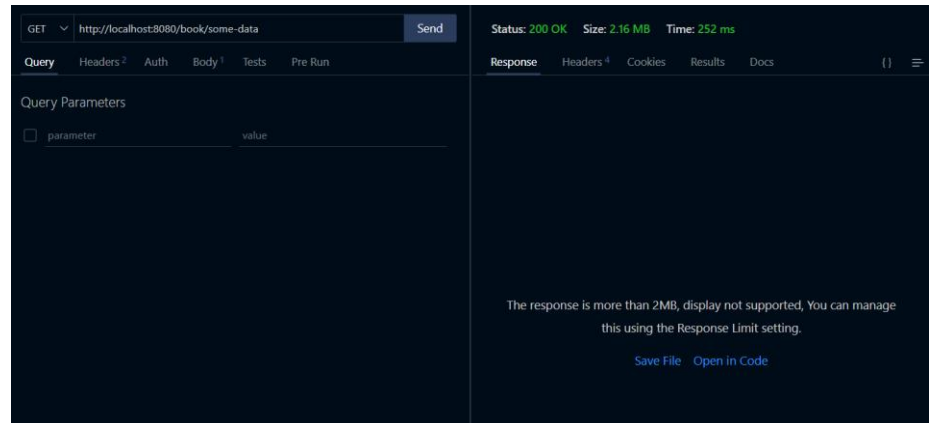 GET http://localhost:8080/book/some-data Send
Query Headers 2 Auth Body 1 Tests Pre Run
Query Parameters
parameter value
Status: 200 OK Size: 2.16 MB Time: 252 ms
Response Headers 4 Cookies Results Docs {}
The response is more than 2MB, display not supported, You can manage
this using the Response Limit setting.
Save File Open in Code